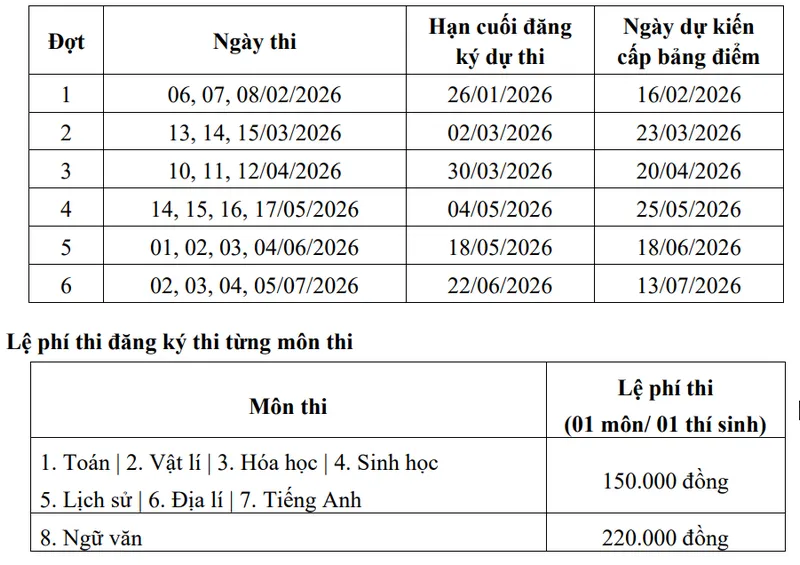 Đợt | Ngày thi | Hạn cuối đăng ký dự thi | Ngày dự kiến cấp bảng điểm
1 | 06, 07, 08/02/2026 | 26/01/2026 | 16/02/2026
2 | 13, 14, 15/03/2026 | 02/03/2026 | 23/03/2026
3 | 10, 11, 12/04/2026 | 30/03/2026 | 20/04/2026
4 | 14, 15, 16, 17/05/2026 | 04/05/2026 | 25/05/2026
5 | 01, 02, 03, 04/06/2026 | 18/05/2026 | 18/06/2026
6 | 02, 03, 04, 05/07/2026 | 22/06/2026 | 13/07/2026
Lệ phí thi đăng ký thi từng môn thi
Môn thi | Lệ phí thi
(01 môn/ 01 thí sinh)
1. Toán | 2. Vật lí | 3. Hóa học | 4. Sinh học
5. Lịch sử | 6. Địa lí | 7. Tiếng Anh
150.000 đồng
8. Ngữ văn | 220.000 đồng